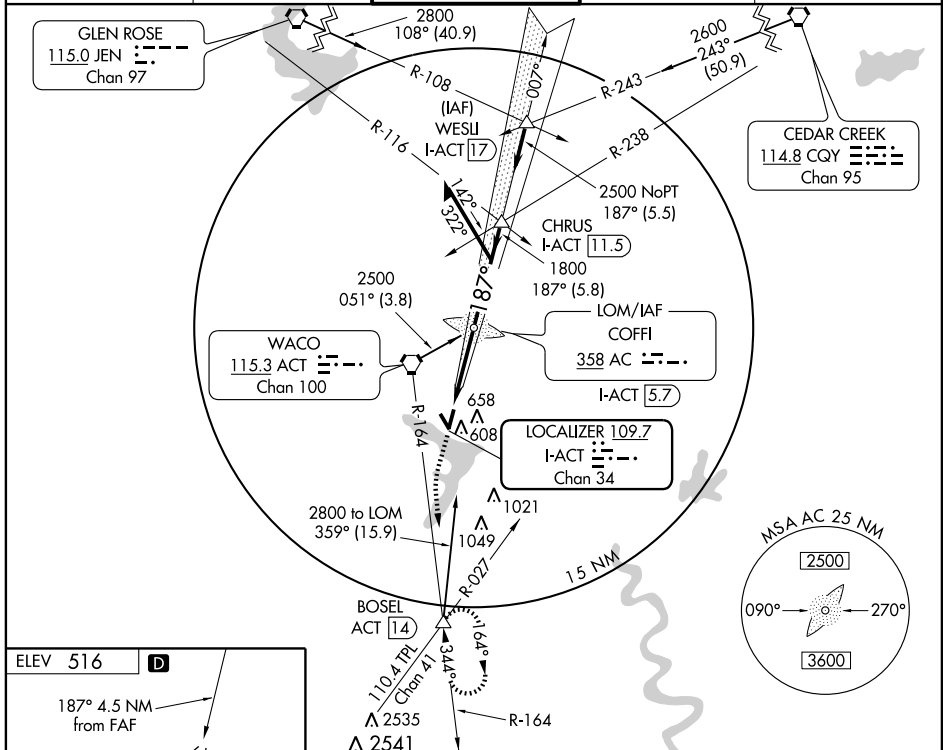 GLEN ROSE
115.0 JEN
Chan 97
2800
108° (40.9)
R-108
R-116
(IAF)
WESLI
I-ACT 17
007°
2600
243°
(50.9)
R-243
R-238
CEDAR CREEK
114.8 CQY
Chan 95
2500 NoPT
187° (5.5)
142°
322°
CHRUS
I-ACT 11.5
1800
187° (5.8)
187°
2500
051° (3.8)
LOM/IAF
COFFI
358 AC
I-ACT 5.7
WACO
115.3 ACT
Chan 100
R-164
658
608
LOCALIZER 109.7
I-ACT
Chan 34
1021
1049
2800 to LOM
359° (15.9)
R-027
15 NM
MSA AC 25 NM
2500
090°
270°
3600
BOSEL
ACT 14
110.4 TPL
Chan 41
344°
164°
R-164
2535
2541
ELEV 516
D
187° 4.5 NM
from FAF